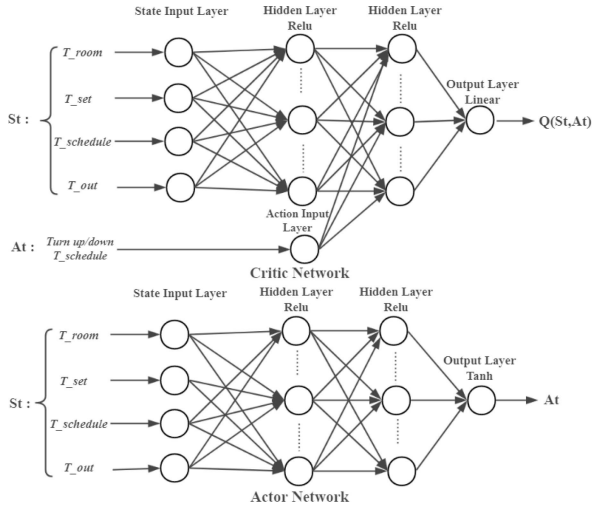 State Input Layer
Hidden Layer
Relu
Hidden Layer
Relu
T_room
T_set
St :
T_schedule
T_out
Output Layer
Linear
Q(St,At)
Action Input
Layer
At :
Turn up/down
T_schedule
Critic Network
State Input Layer
Hidden Layer
Relu
Hidden Layer
Relu
T_room
T_set
St :
T_schedule
T_out
Output Layer
Tanh
At
Actor Network